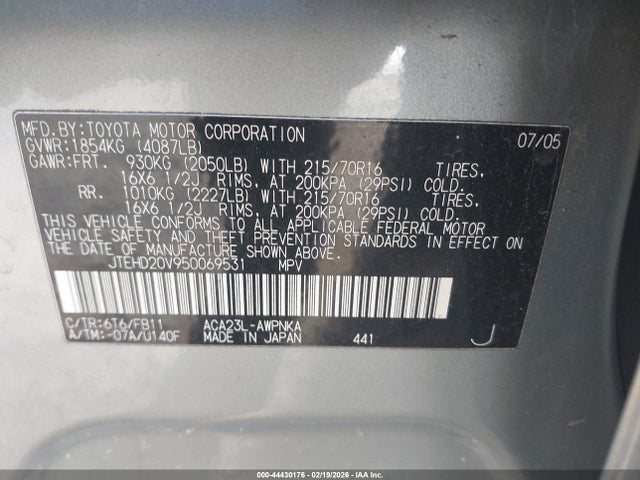 MFD. BY: TOYOTA MOTOR CORPORATION 07/05
GVWR: 1854KG (4087LB)
GAWR: FRT. 930KG (2050LB) WITH 215/70R16 TIRES,
16X6 1/2J RIMS, AT 200KPA (29PSI) COLD.
RR. 1010KG (2227LB) WITH 215/70R16 TIRES,
16X6 1/2J RIMS, AT 200KPA (29PSI) COLD.
THIS VEHICLE CONFORMS TO ALL APPLICABLE FEDERAL MOTOR
VEHICLE SAFETY AND THEFT PREVENTION STANDARDS IN EFFECT ON
THE DATE OF MANUFACTURE SHOWN ABOVE.
JTEHD20V950069531 MPV
C/TR: 6T6/FB11 ACA23L-AWPNKA
A/TM: -07A/U140F MADE IN JAPAN 441 J
000-44430176 - 02/19/2026 - IAAI.COM